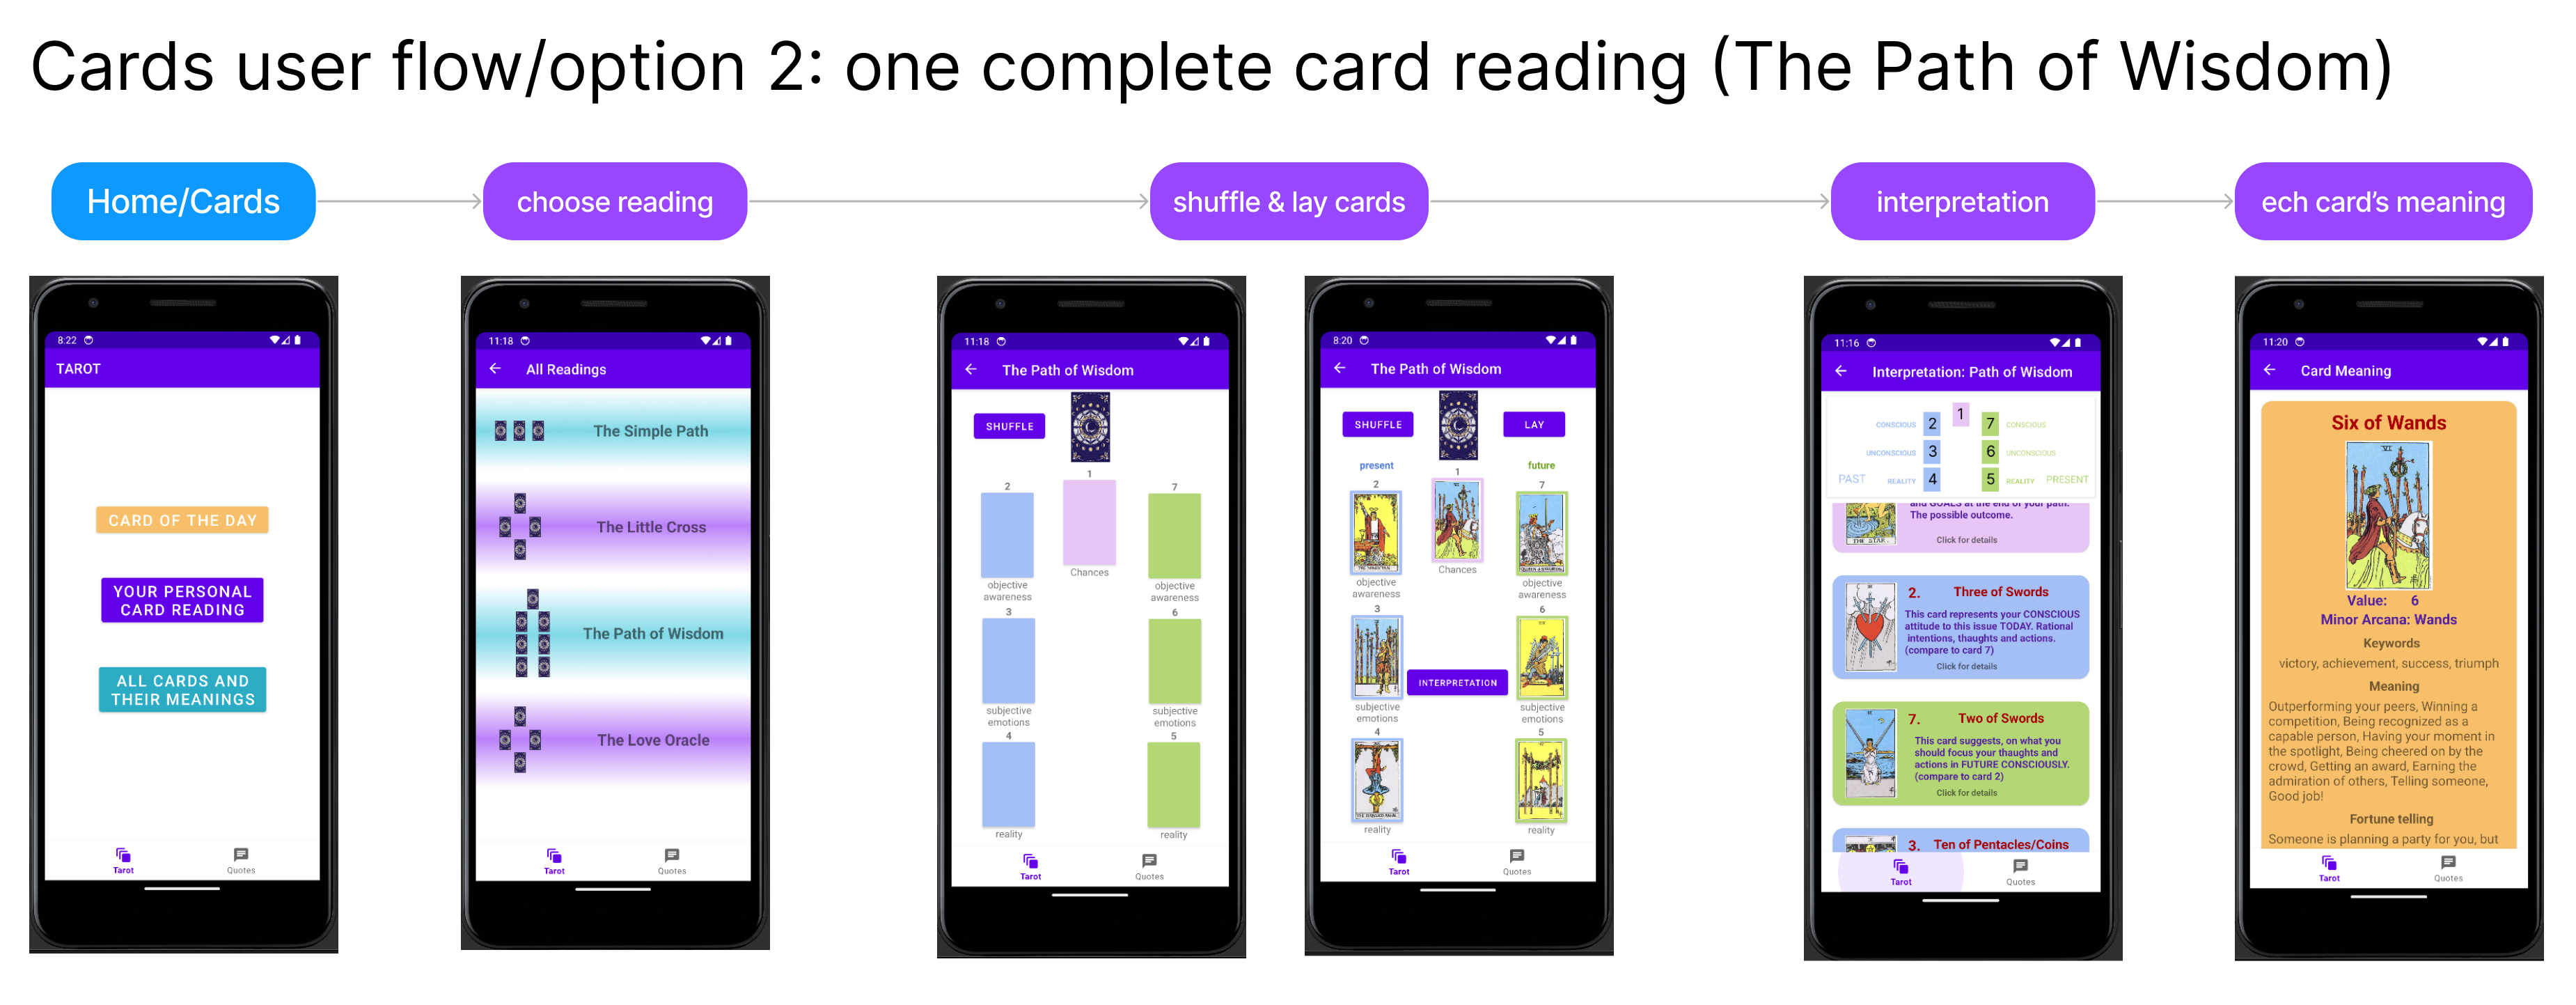 Cards user flow/option 2: one complete card reading (The Path of Wisdom)
Home/Cards
choose reading
shuffle & lay cards
interpretation
ech card's meaning
8:22
TAROT
CARD OF THE DAY
YOUR PERSONAL
CARD READING
ALL CARDS AND
THEIR MEANINGS
Tarot
Quotes
11:18
All Readings
The Simple Path
The Little Cross
The Path of Wisdom
The Love Oracle
Tarot
Quotes
11:18
The Path of Wisdom
SHUFFLE
1
2
7
Chances
objective
awareness
objective
awareness
3
6
subjective
emotions
subjective
emotions
4
5
reality
reality
Tarot
Quotes
8:20
The Path of Wisdom
SHUFFLE
LAY
present
future
1
2
7
Chances
objective
awareness
objective
awareness
3
6
INTERPRETATION
subjective
emotions
subjective
emotions
4
5
reality
reality
Tarot
Quotes
11:16
Interpretation: Path of Wisdom
1
CONSCIOUS 2
7 CONSCIOUS
UNCONSCIOUS 3
6 UNCONSCIOUS
PAST REALITY 4
5 REALITY PRESENT
and GOALS at the end of your path.
The possible outcome.
THE STAR.
Click for details
2. Three of Swords
This card represents your CONSCIOUS
attitude to this issue TODAY. Rational
intentions, thaughts and actions.
(compare to card 7)
Click for details
7. Two of Swords
This card suggests, on what you
should focus your thaughts and
actions in FUTURE CONSCIOUSLY.
(compare to card 2)
Click for details
3. Ten of Pentacles/Coins
Tarot
Quotes
11:20
Card Meaning
Six of Wands
VI
Value: 6
Minor Arcana: Wands
Keywords
victory, achievement, success, triumph
Meaning
Outperforming your peers, Winning a
competition, Being recognized as a
capable person, Having your moment in
the spotlight, Being cheered on by the
crowd, Getting an award, Earning the
admiration of others, Telling someone,
Good job!
Fortune telling
Someone is planning a party for you, but
Tarot
Quotes